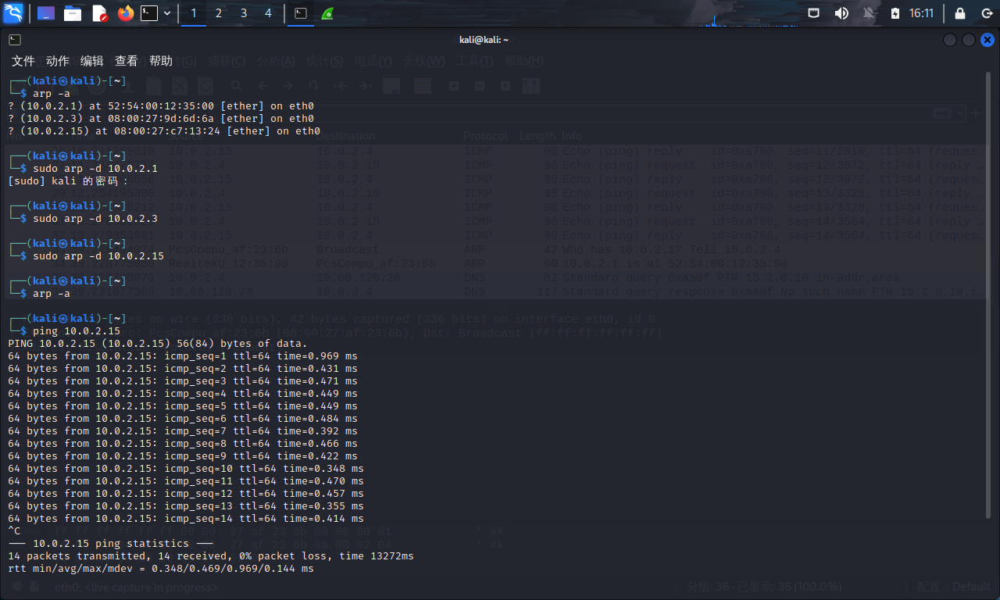 1 2 3 4 16:11
kali@kali: ~
文件 动作 编辑 查看 帮助
┌──(kali㉿kali)-[~]
└─$ arp -a
? (10.0.2.1) at 52:54:00:12:35:00 [ether] on eth0
? (10.0.2.3) at 08:00:27:9d:6d:6a [ether] on eth0
? (10.0.2.15) at 08:00:27:c7:13:24 [ether] on eth0
┌──(kali㉿kali)-[~]
└─$ sudo arp -d 10.0.2.1
[sudo] kali 的密码：
┌──(kali㉿kali)-[~]
└─$ sudo arp -d 10.0.2.3
┌──(kali㉿kali)-[~]
└─$ sudo arp -d 10.0.2.15
┌──(kali㉿kali)-[~]
└─$ arp -a
┌──(kali㉿kali)-[~]
└─$ ping 10.0.2.15
PING 10.0.2.15 (10.0.2.15) 56(84) bytes of data.
64 bytes from 10.0.2.15: icmp_seq=1 ttl=64 time=0.969 ms
64 bytes from 10.0.2.15: icmp_seq=2 ttl=64 time=0.431 ms
64 bytes from 10.0.2.15: icmp_seq=3 ttl=64 time=0.471 ms
64 bytes from 10.0.2.15: icmp_seq=4 ttl=64 time=0.449 ms
64 bytes from 10.0.2.15: icmp_seq=5 ttl=64 time=0.449 ms
64 bytes from 10.0.2.15: icmp_seq=6 ttl=64 time=0.484 ms
64 bytes from 10.0.2.15: icmp_seq=7 ttl=64 time=0.392 ms
64 bytes from 10.0.2.15: icmp_seq=8 ttl=64 time=0.466 ms
64 bytes from 10.0.2.15: icmp_seq=9 ttl=64 time=0.422 ms
64 bytes from 10.0.2.15: icmp_seq=10 ttl=64 time=0.348 ms
64 bytes from 10.0.2.15: icmp_seq=11 ttl=64 time=0.470 ms
64 bytes from 10.0.2.15: icmp_seq=12 ttl=64 time=0.457 ms
64 bytes from 10.0.2.15: icmp_seq=13 ttl=64 time=0.355 ms
64 bytes from 10.0.2.15: icmp_seq=14 ttl=64 time=0.414 ms
^C
--- 10.0.2.15 ping statistics ---
14 packets transmitted, 14 received, 0% packet loss, time 13272ms
rtt min/avg/max/mdev = 0.348/0.469/0.969/0.144 ms
eth0: <live capture in progress> 分组: 36 · 已显示: 36 (100.0%) 配置：Default